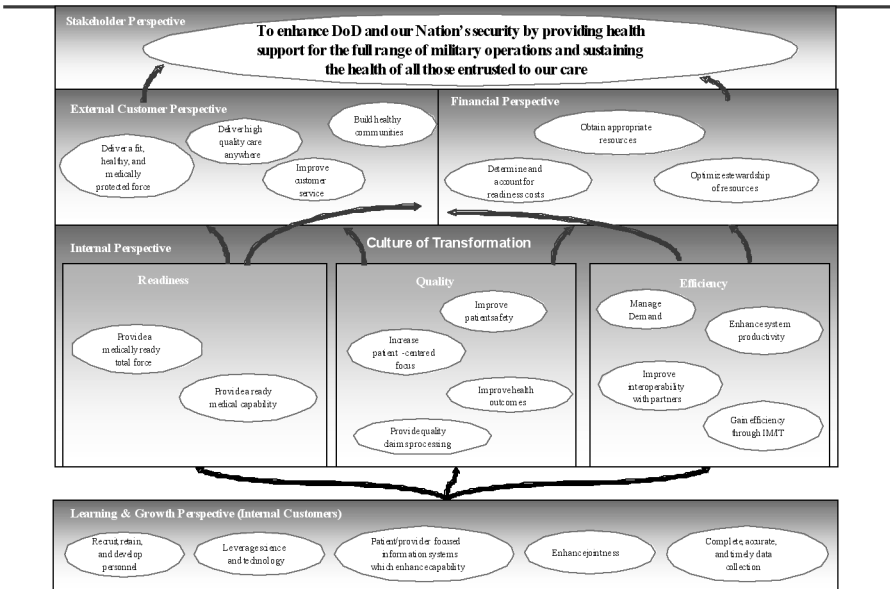 Stakeholder Perspective
To enhance DoD and our Nation's security by providing health
support for the full range of military operations and sustaining
the health of all those entrusted to our care
External Customer Perspective
Deliver a fit,
healthy, and
medically
protected force
Deliver high
quality care
anywhere
Build healthy
communities
Improve
customer
service
Financial Perspective
Obtain appropriate
resources
Determine and
account for
readiness costs
Optimize stewardship
of resources
Internal Perspective
Culture of Transformation
Readiness
Provide a
medically ready
total force
Provide a ready
medical capability
Quality
Improve
patient safety
Increase
patient -centered
focus
Improve health
outcomes
Provide quality
claims processing
Efficiency
Manage
Demand
Enhance system
productivity
Improve
interoperability
with partners
Gain efficiency
through IM/IT
Learning & Growth Perspective (Internal Customers)
Recruit, retain,
and develop
personnel
Leverage science
and technology
Patient/provider focused
information systems
which enhance capability
Enhance jointness
Complete, accurate,
and timely data
collection